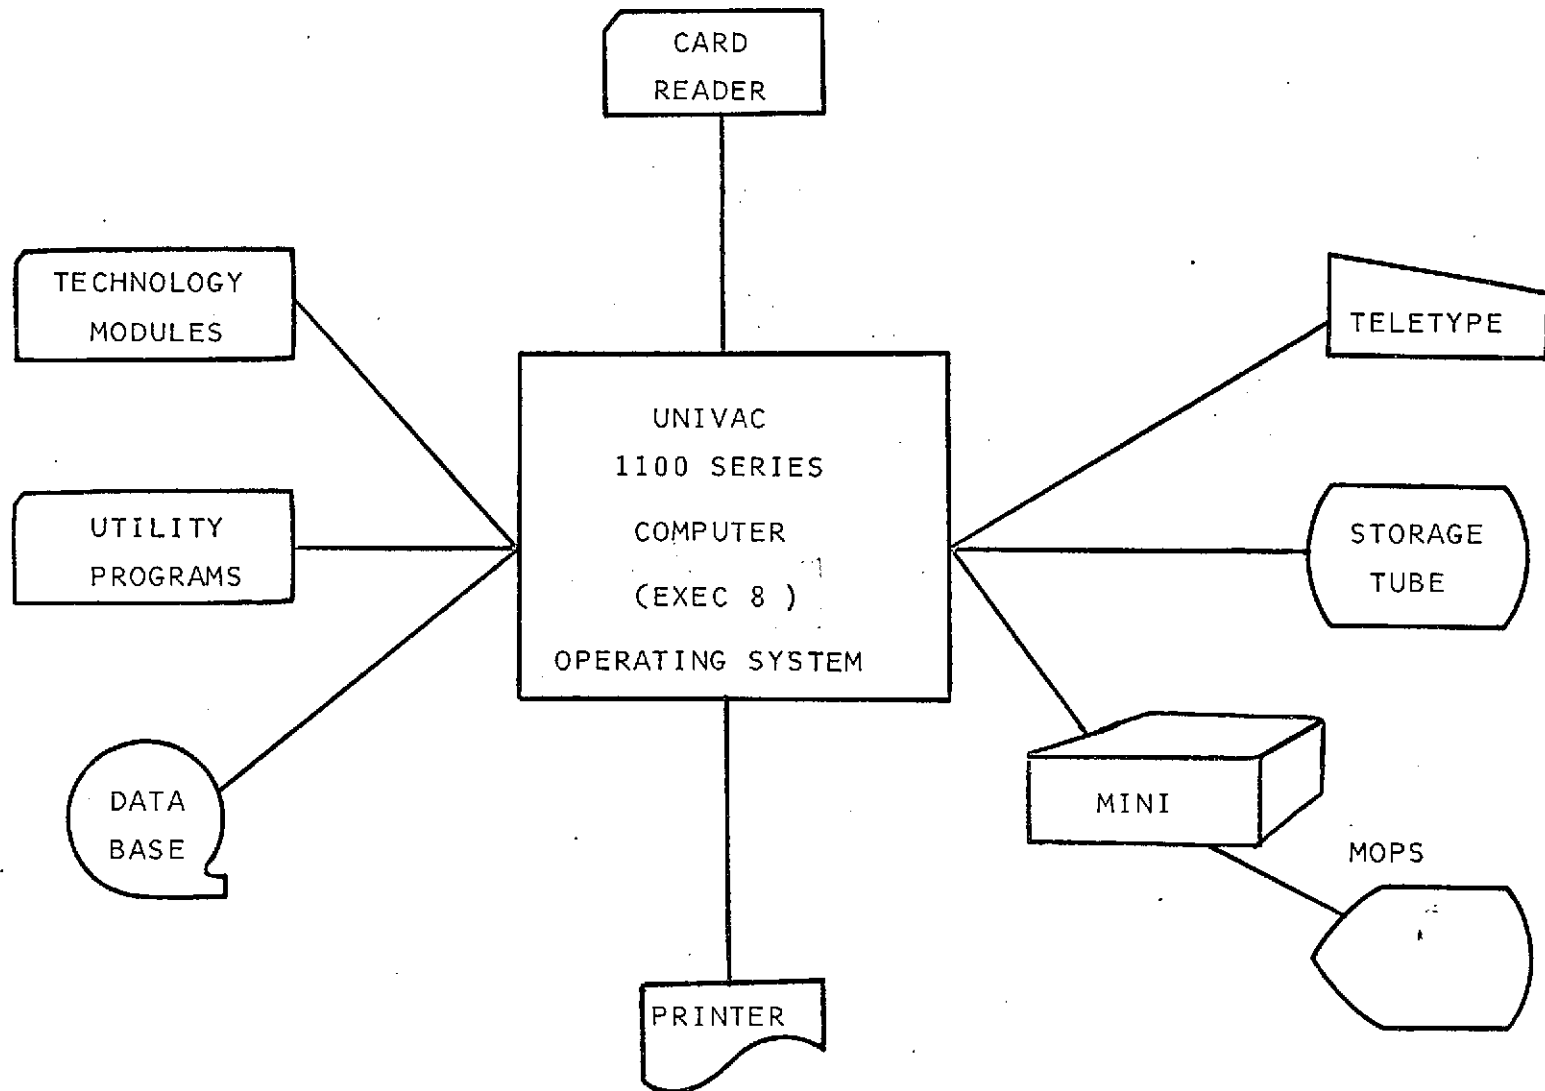 CARD
READER
TECHNOLOGY
MODULES
TELETYPE
UNIVAC
1100 SERIES
COMPUTER
(EXEC 8 )
OPERATING SYSTEM
UTILITY
PROGRAMS
STORAGE
TUBE
DATA
BASE
MINI
MOPS
PRINTER